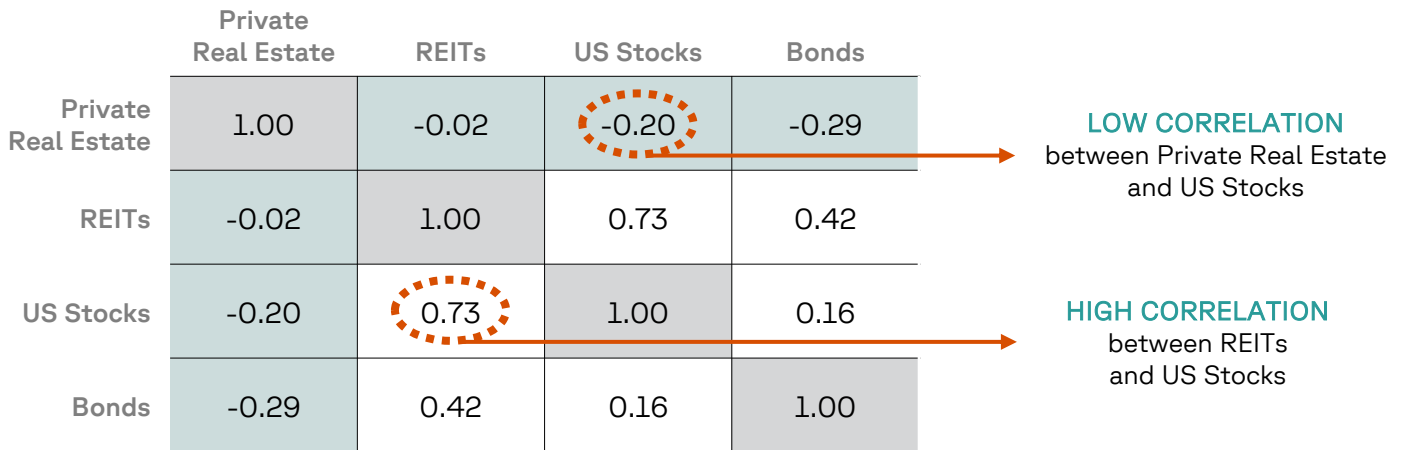 Private
Real Estate REITs US Stocks Bonds
Private
Real Estate 1.00 -0.02 -0.20 -0.29
LOW CORRELATION
between Private Real Estate
and US Stocks
REITs -0.02 1.00 0.73 0.42
US Stocks -0.20 0.73 1.00 0.16
HIGH CORRELATION
between REITs
and US Stocks
Bonds -0.29 0.42 0.16 1.00